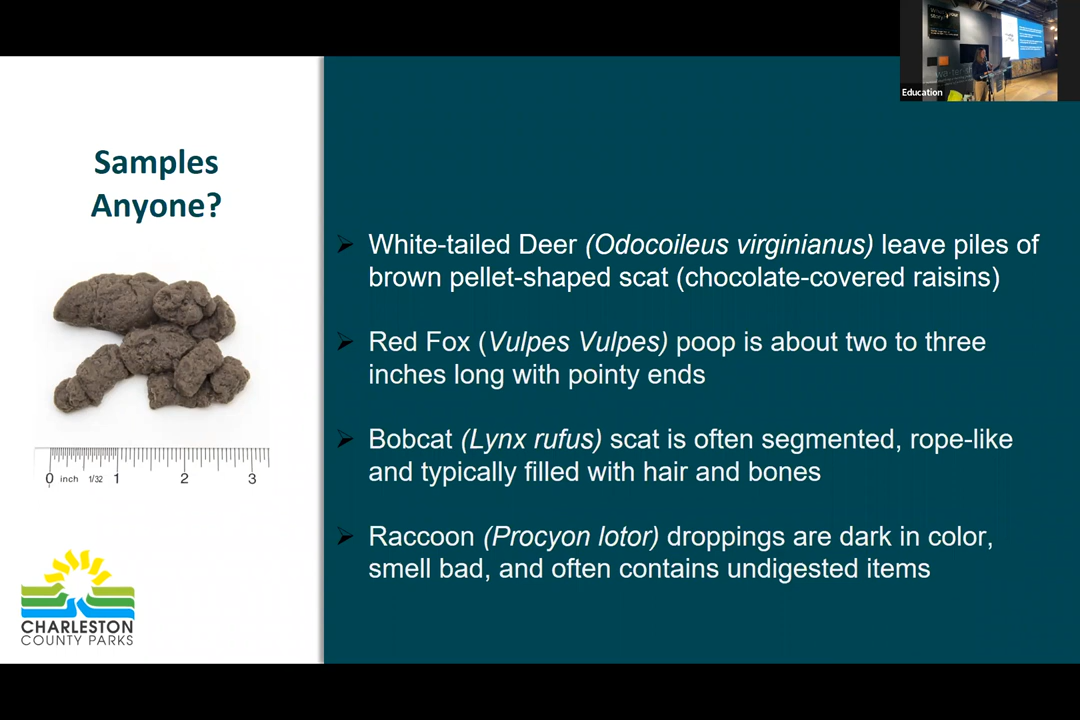 Education
Samples
Anyone?
White-tailed Deer (Odocoileus virginianus) leave piles of
brown pellet-shaped scat (chocolate-covered raisins)
Red Fox (Vulpes Vulpes) poop is about two to three
inches long with pointy ends
Bobcat (Lynx rufus) scat is often segmented, rope-like
and typically filled with hair and bones
Raccoon (Procyon lotor) droppings are dark in color,
smell bad, and often contains undigested items
0 inch 1/32 1 2 3
CHARLESTON
COUNTY PARKS